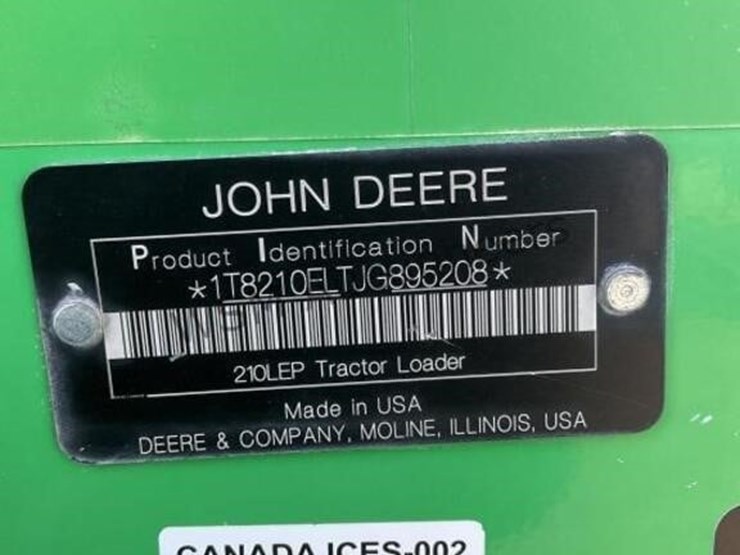 JOHN DEERE
Product Identification Number
*1T8210ELTJG895208*
210LEP Tractor Loader
Made in USA
DEERE & COMPANY, MOLINE, ILLINOIS, USA
CANADA ICES-002